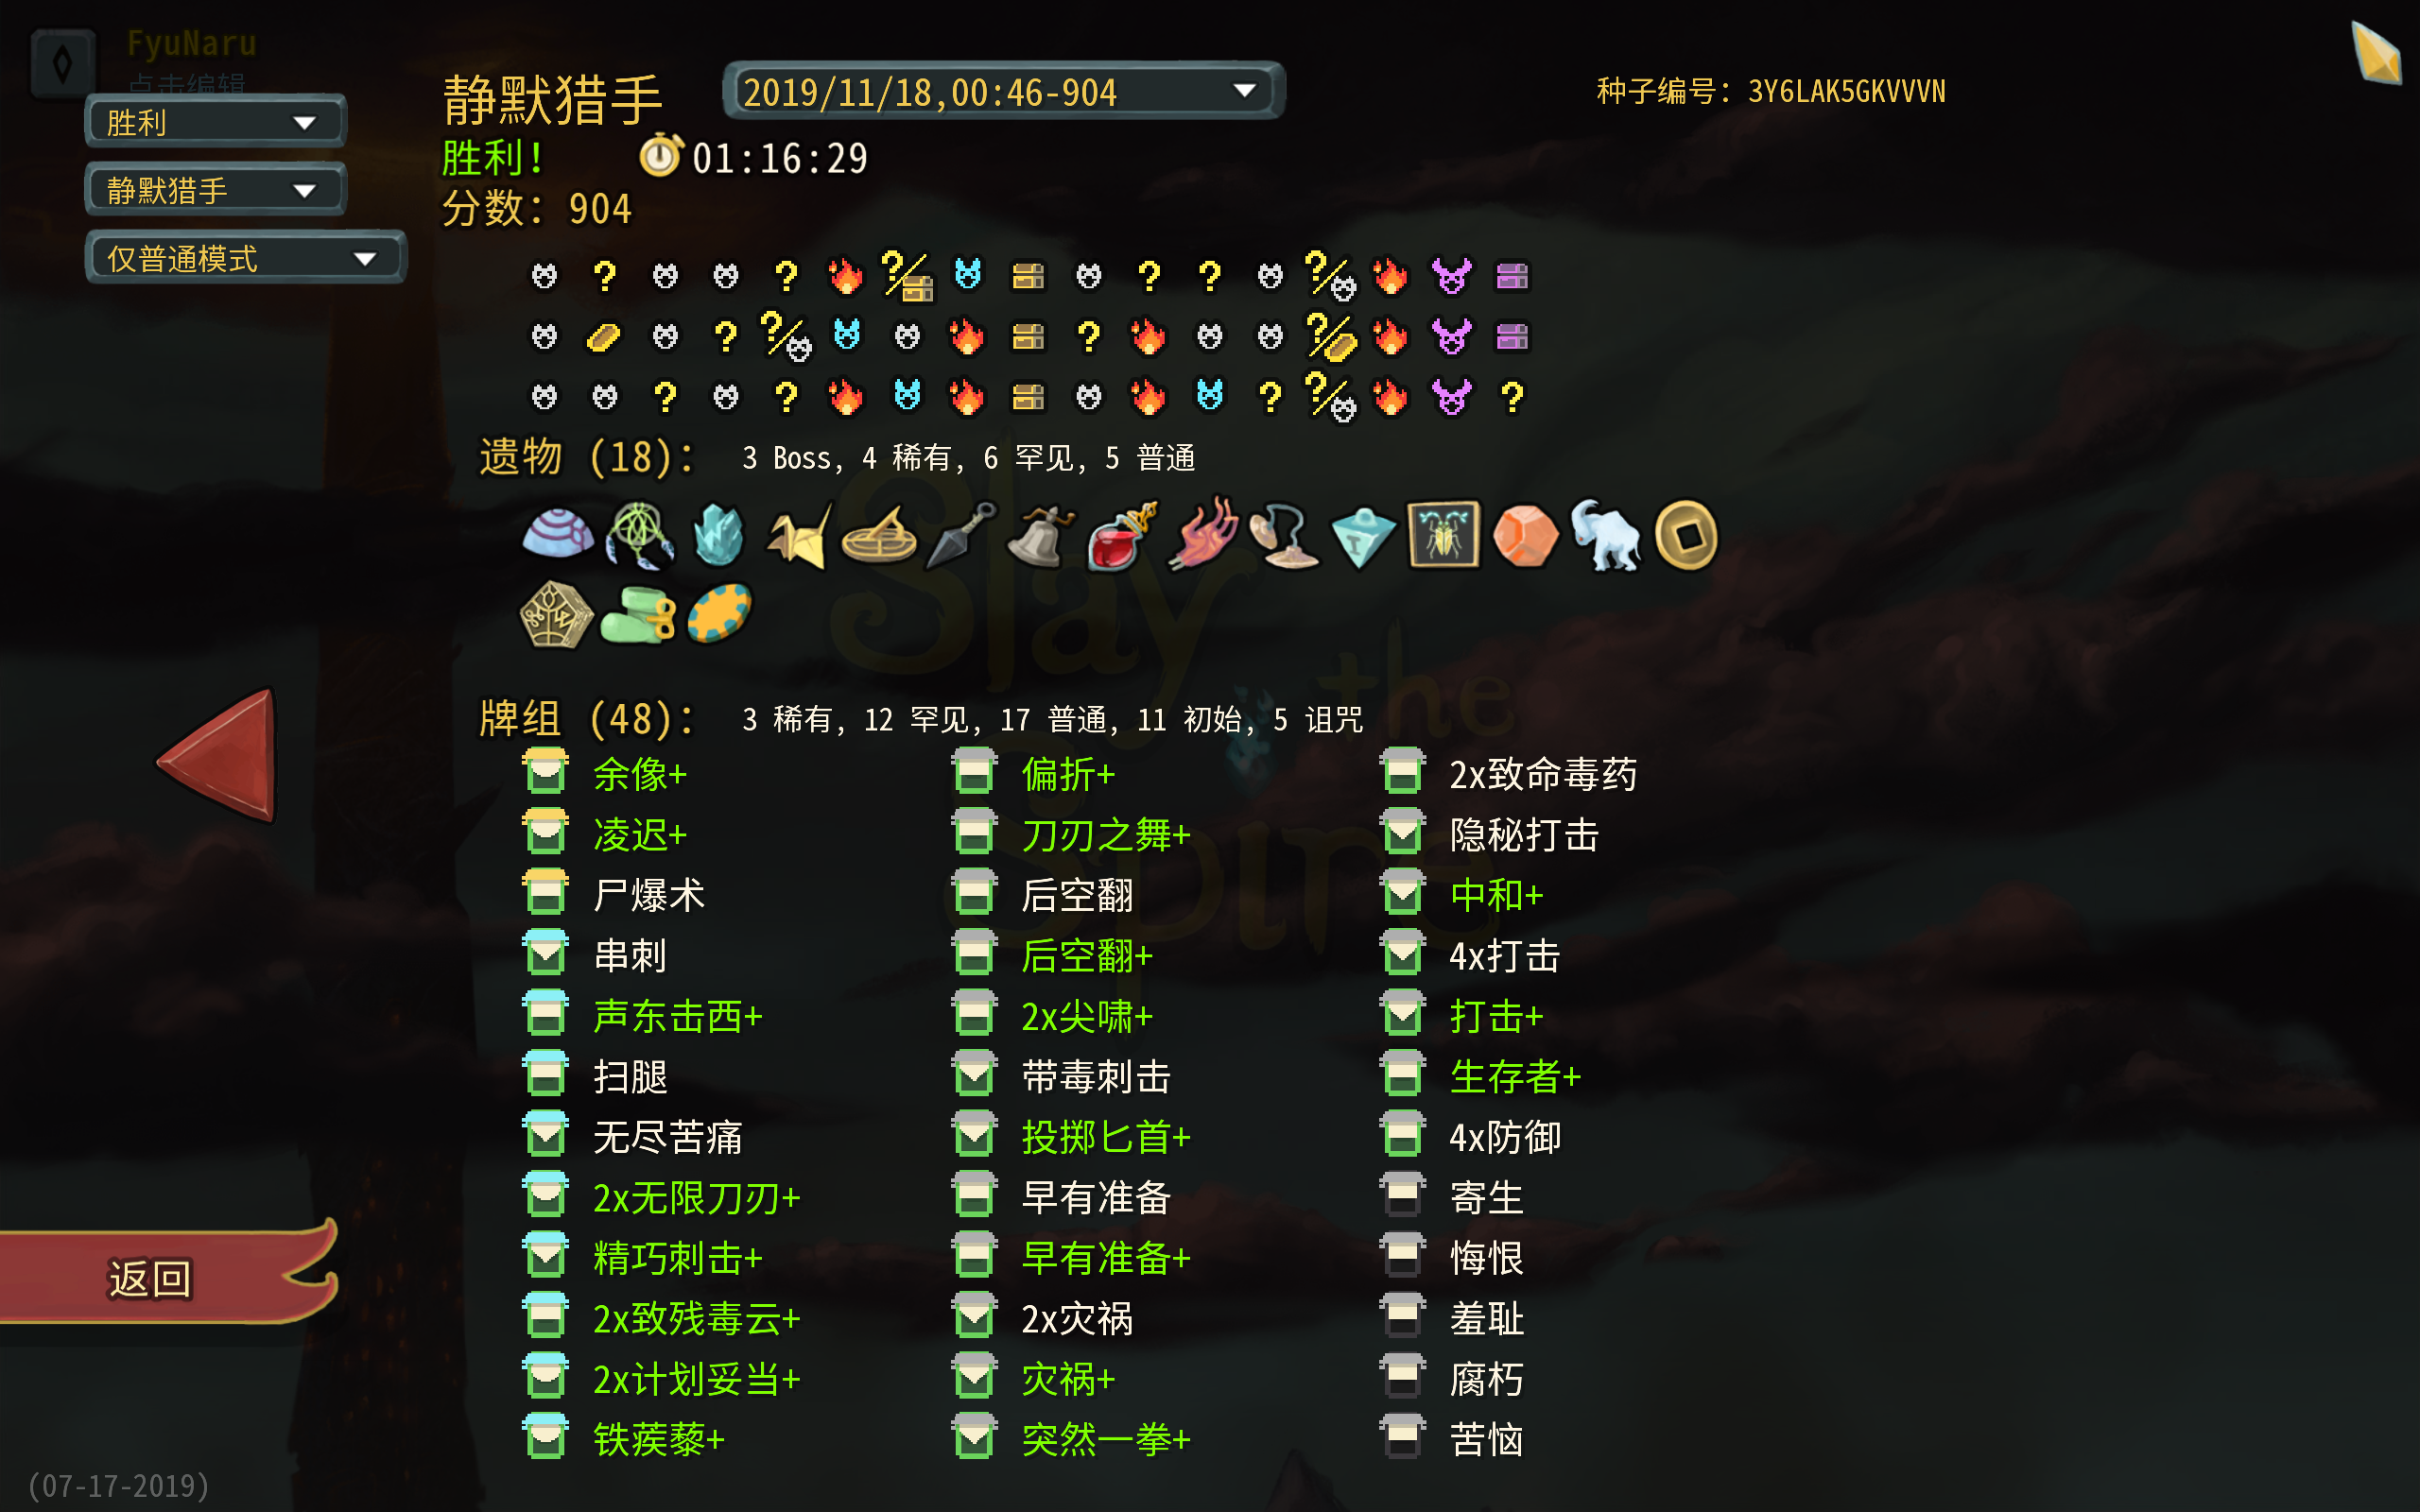 FyuNaru
点击编辑
胜利
静默猎手
仅普通模式
静默猎手
2019/11/18,00:46-904
种子编号: 3Y6LAK5GKVVVN
胜利!
01:16:29
分数: 904
遗物 (18):
3 Boss, 4 稀有, 6 罕见, 5 普通
牌组 (48):
3 稀有, 12 罕见, 17 普通, 11 初始, 5 诅咒
余像+
凌迟+
尸爆术
串刺
声东击西+
扫腿
无尽苦痛
2x无限刀刃+
精巧刺击+
2x致残毒云+
2x计划妥当+
铁蒺藜+
偏折+
刀刃之舞+
后空翻
后空翻+
2x尖啸+
带毒刺击
投掷匕首+
早有准备
早有准备+
2x灾祸
灾祸+
突然一拳+
2x致命毒药
隐秘打击
中和+
4x打击
打击+
生存者+
4x防御
寄生
悔恨
羞耻
腐朽
苦恼
Slay
the
Spire
返回
(07-17-2019)